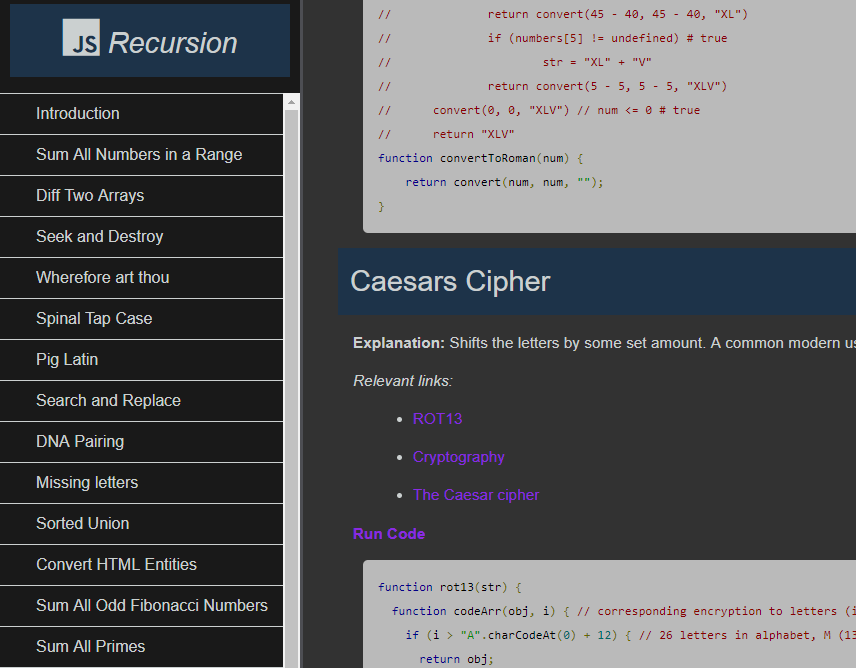 JS Recursion
Introduction
Sum All Numbers in a Range
Diff Two Arrays
Seek and Destroy
Wherefore art thou
Spinal Tap Case
Pig Latin
Search and Replace
DNA Pairing
Missing letters
Sorted Union
Convert HTML Entities
Sum All Odd Fibonacci Numbers
Sum All Primes
// return convert(45 - 40, 45 - 40, "XL")
// if (numbers[5] != undefined) # true
// str = "XL" + "V"
// return convert(5 - 5, 5 - 5, "XLV")
// convert(0, 0, "XLV") // num <= 0 # true
// return "XLV"
function convertToRoman(num) {
return convert(num, num, "");
}
Caesars Cipher
Explanation: Shifts the letters by some set amount. A common modern us
Relevant links:
• ROT13
• Cryptography
• The Caesar cipher
Run Code
function rot13(str) {
function codeArr(obj, i) { // corresponding encryption to letters (i
if (i > "A".charCodeAt(0) + 12) { // 26 letters in alphabet, M (13
return obj;